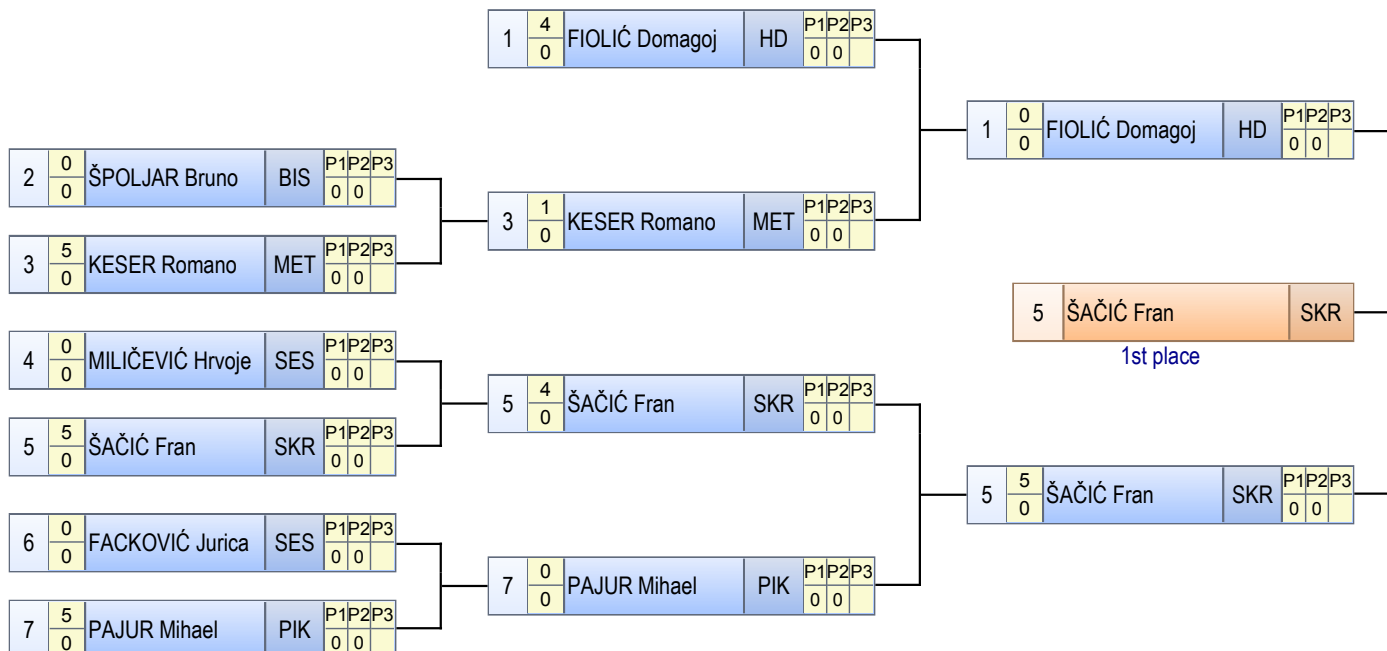 1 4 0 FIOLIĆ Domagoj HD P1 P2 P3 0 0
1 0 0 FIOLIĆ Domagoj HD P1 P2 P3 0 0
2 0 0 ŠPOLJAR Bruno BIS P1 P2 P3 0 0
3 1 0 KESER Romano MET P1 P2 P3 0 0
3 5 0 KESER Romano MET P1 P2 P3 0 0
5 ŠAČIĆ Fran SKR
1st place
4 0 0 MILIČEVIĆ Hrvoje SES P1 P2 P3 0 0
5 4 0 ŠAČIĆ Fran SKR P1 P2 P3 0 0
5 5 0 ŠAČIĆ Fran SKR P1 P2 P3 0 0
5 5 0 ŠAČIĆ Fran SKR P1 P2 P3 0 0
6 0 0 FACKOVIĆ Jurica SES P1 P2 P3 0 0
7 0 0 PAJUR Mihael PIK P1 P2 P3 0 0
7 5 0 PAJUR Mihael PIK P1 P2 P3 0 0